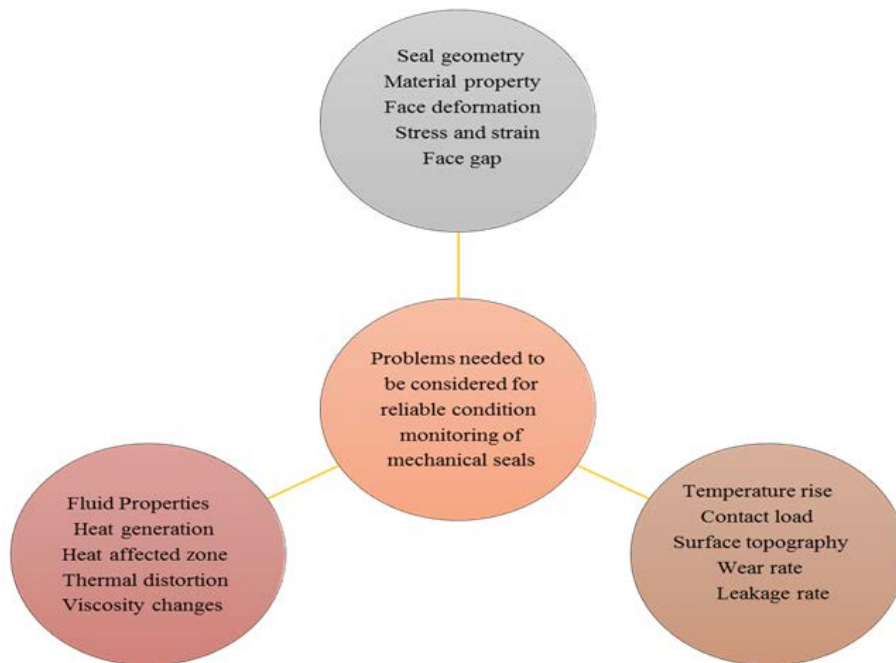 Seal geometry
Material property
Face deformation
Stress and strain
Face gap
Problems needed to
be considered for
reliable condition
monitoring of
mechanical seals
Fluid Properties
Heat generation
Heat affected zone
Thermal distortion
Viscosity changes
Temperature rise
Contact load
Surface topography
Wear rate
Leakage rate